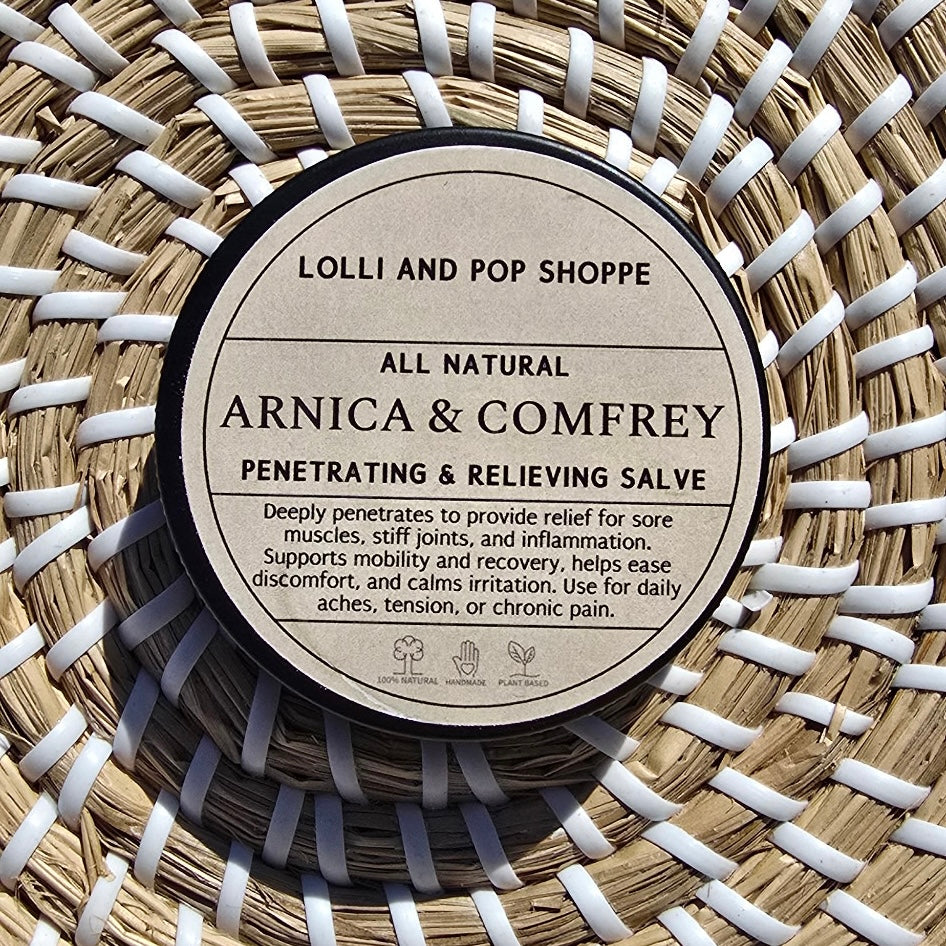 LOLLI AND POP SHOPPE
ALL NATURAL
ARNICA & COMFREY
PENETRATING & RELIEVING SALVE
Deeply penetrates to provide relief for sore
muscles, stiff joints, and inflammation.
Supports mobility and recovery, helps ease
discomfort, and calms irritation. Use for daily
aches, tension, or chronic pain.
100% NATURAL HANDMADE PLANT BASED